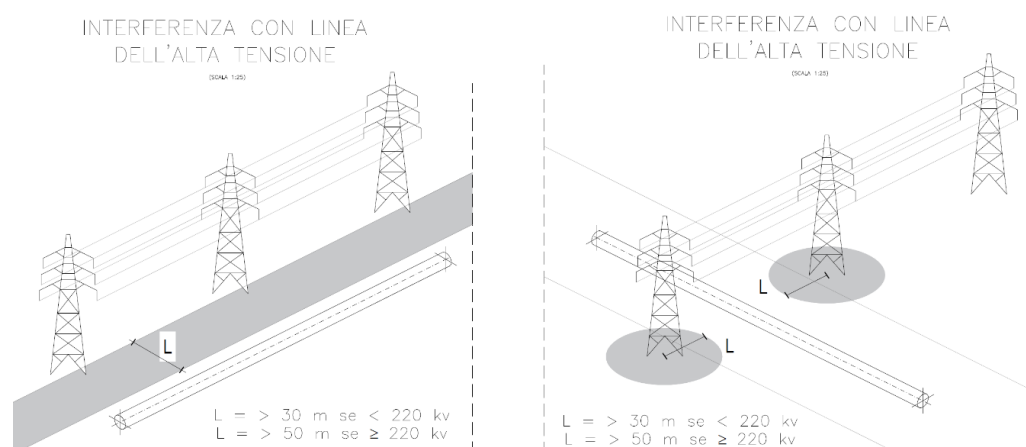 INTERFERENZA CON LINEA
DELL'ALTA TENSIONE
(SCALA 1:25)
L
L = > 30 m se < 220 kv
L = > 50 m se ≥ 220 kv
INTERFERENZA CON LINEA
DELL'ALTA TENSIONE
(SCALA 1:25)
L
L
L = > 30 m se < 220 kv
L = > 50 m se ≥ 220 kv